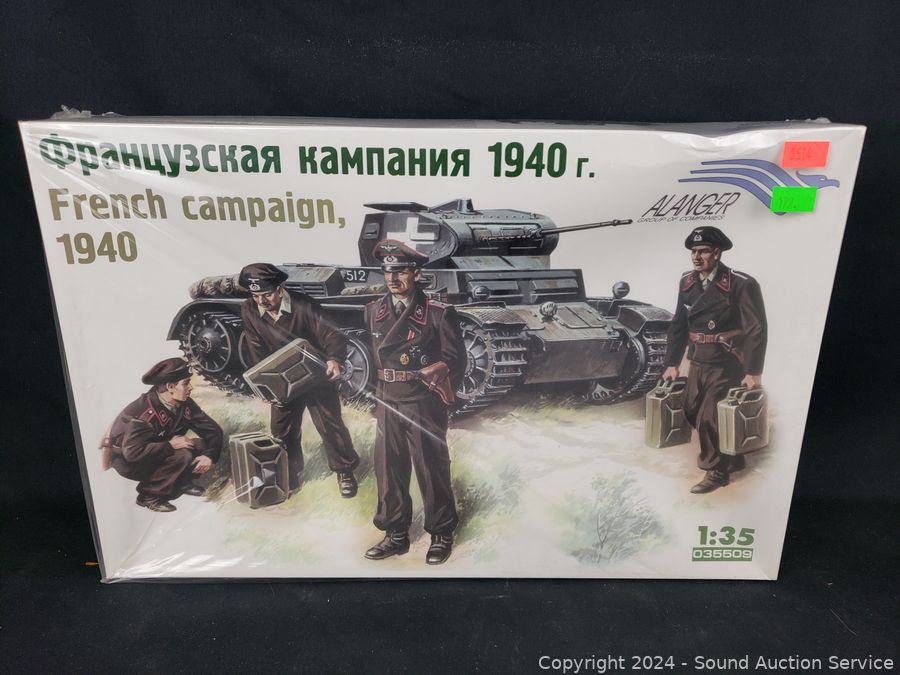 Французская кампания 1940 г.
French campaign,
1940
ALANGER
GROUP OF COMPANIES
5514
512
1:35
035509
Copyright 2024 - Sound Auction Service